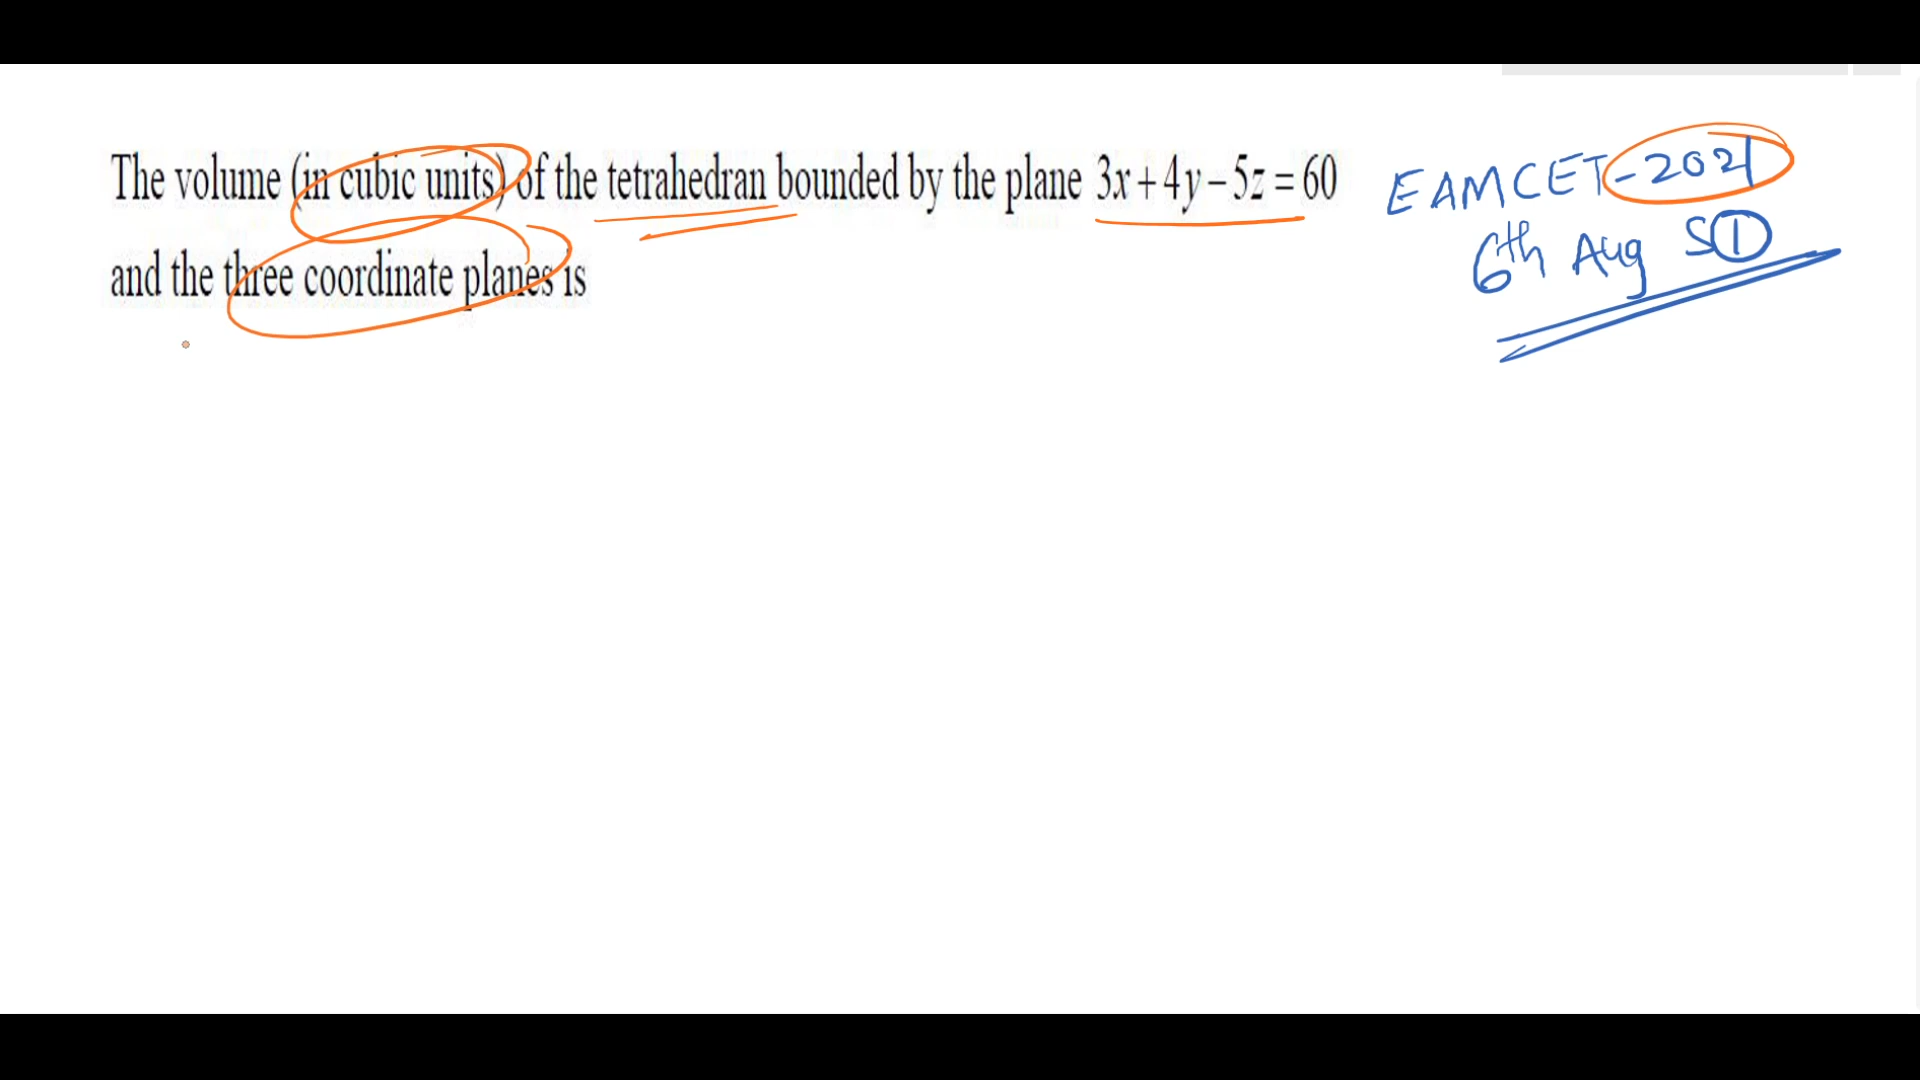 The volume (in cubic units) of the tetrahedran bounded by the plane 3x + 4y − 5z = 60
and the three coordinate planes is
EAMCET - 2021
6th Aug S①